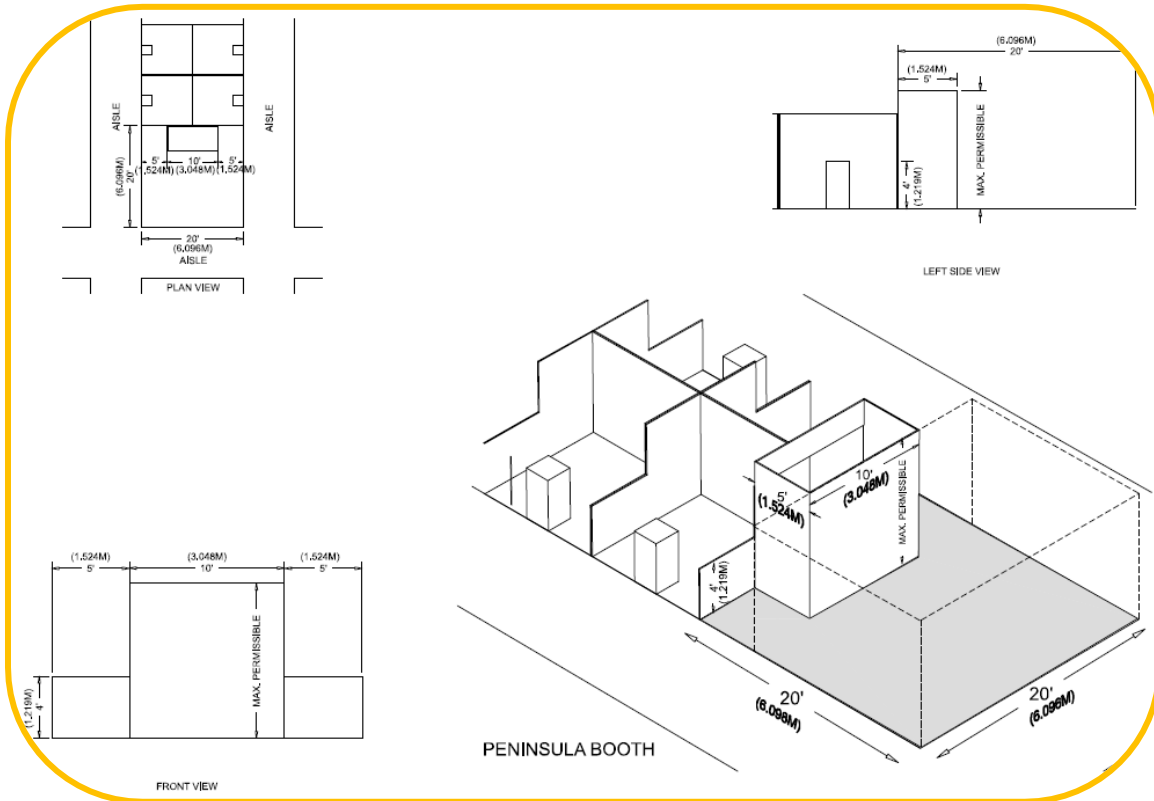 AISLE
AISLE
5'
10'
5'
(1.524M)
(3.048M)
(1.524M)
(6.096M)
20'
20'
(6.096M)
AISLE
PLAN VIEW
(6.096M)
20'
(1.524M)
5'
MAX. PERMISSIBLE
4'
(1.219M)
LEFT SIDE VIEW
10'
(3.048M)
5'
(1.524M)
MAX. PERMISSIBLE
4'
(1.219M)
20'
(6.098M)
20'
(6.096M)
PENINSULA BOOTH
(1.524M)
(3.048M)
(1.524M)
5'
10'
5'
MAX. PERMISSIBLE
(1.219M)
4'
FRONT VIEW